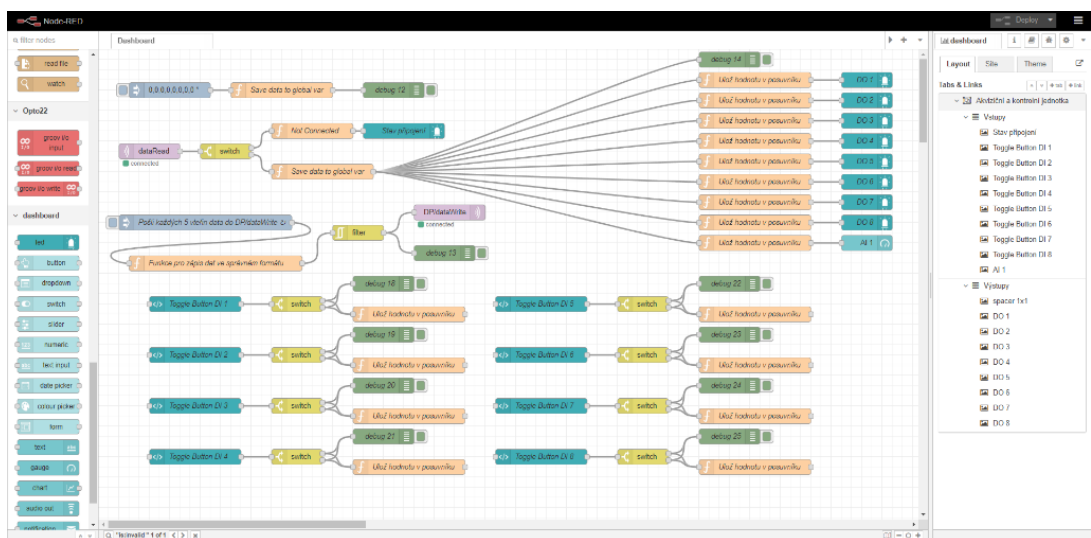 Node-RED
Deploy
filter nodes
Dashboard
dashboard
read file
watch
Opto22
groov i/o input
groov i/o read
groov i/o write
dashboard
led
button
dropdown
switch
slider
numeric
text input
date picker
colour picker
form
text
gauge
chart
audio out
notification
Save data to global var
debug 12
Not Connected
Stav připojení
dataRead
connected
switch
Save data to global var
Pošli každých 5 vteřin data do DP/dataWrite
Funkce pro zápis dat ve správném formátu
filter
DP/dataWrite
connected
debug 13
debug 14
Ulož hodnotu v posuvníku
DO 1
Ulož hodnotu v posuvníku
DO 2
Ulož hodnotu v posuvníku
DO 3
Ulož hodnotu v posuvníku
DO 4
Ulož hodnotu v posuvníku
DO 5
Ulož hodnotu v posuvníku
DO 6
Ulož hodnotu v posuvníku
DO 7
Ulož hodnotu v posuvníku
DO 8
Ulož hodnotu v posuvníku
AI 1
Toggle Button DI 1
switch
debug 18
Ulož hodnotu v posuvníku
Toggle Button DI 2
switch
debug 19
Ulož hodnotu v posuvníku
Toggle Button DI 3
switch
debug 20
Ulož hodnotu v posuvníku
Toggle Button DI 4
switch
debug 21
Ulož hodnotu v posuvníku
Toggle Button DI 5
switch
debug 22
Ulož hodnotu v posuvníku
Toggle Button DI 6
switch
debug 23
Ulož hodnotu v posuvníku
Toggle Button DI 7
switch
debug 24
Ulož hodnotu v posuvníku
Toggle Button DI 8
switch
debug 25
Ulož hodnotu v posuvníku
Layout
Site
Theme
Tabs & Links
Akviziční a kontrolní jednotka
Vstupy
Stav připojení
Toggle Button DI 1
Toggle Button DI 2
Toggle Button DI 3
Toggle Button DI 4
Toggle Button DI 5
Toggle Button DI 6
Toggle Button DI 7
Toggle Button DI 8
AI 1
Výstupy
spacer 1x1
DO 1
DO 2
DO 3
DO 4
DO 5
DO 6
DO 7
DO 8
1 of 1